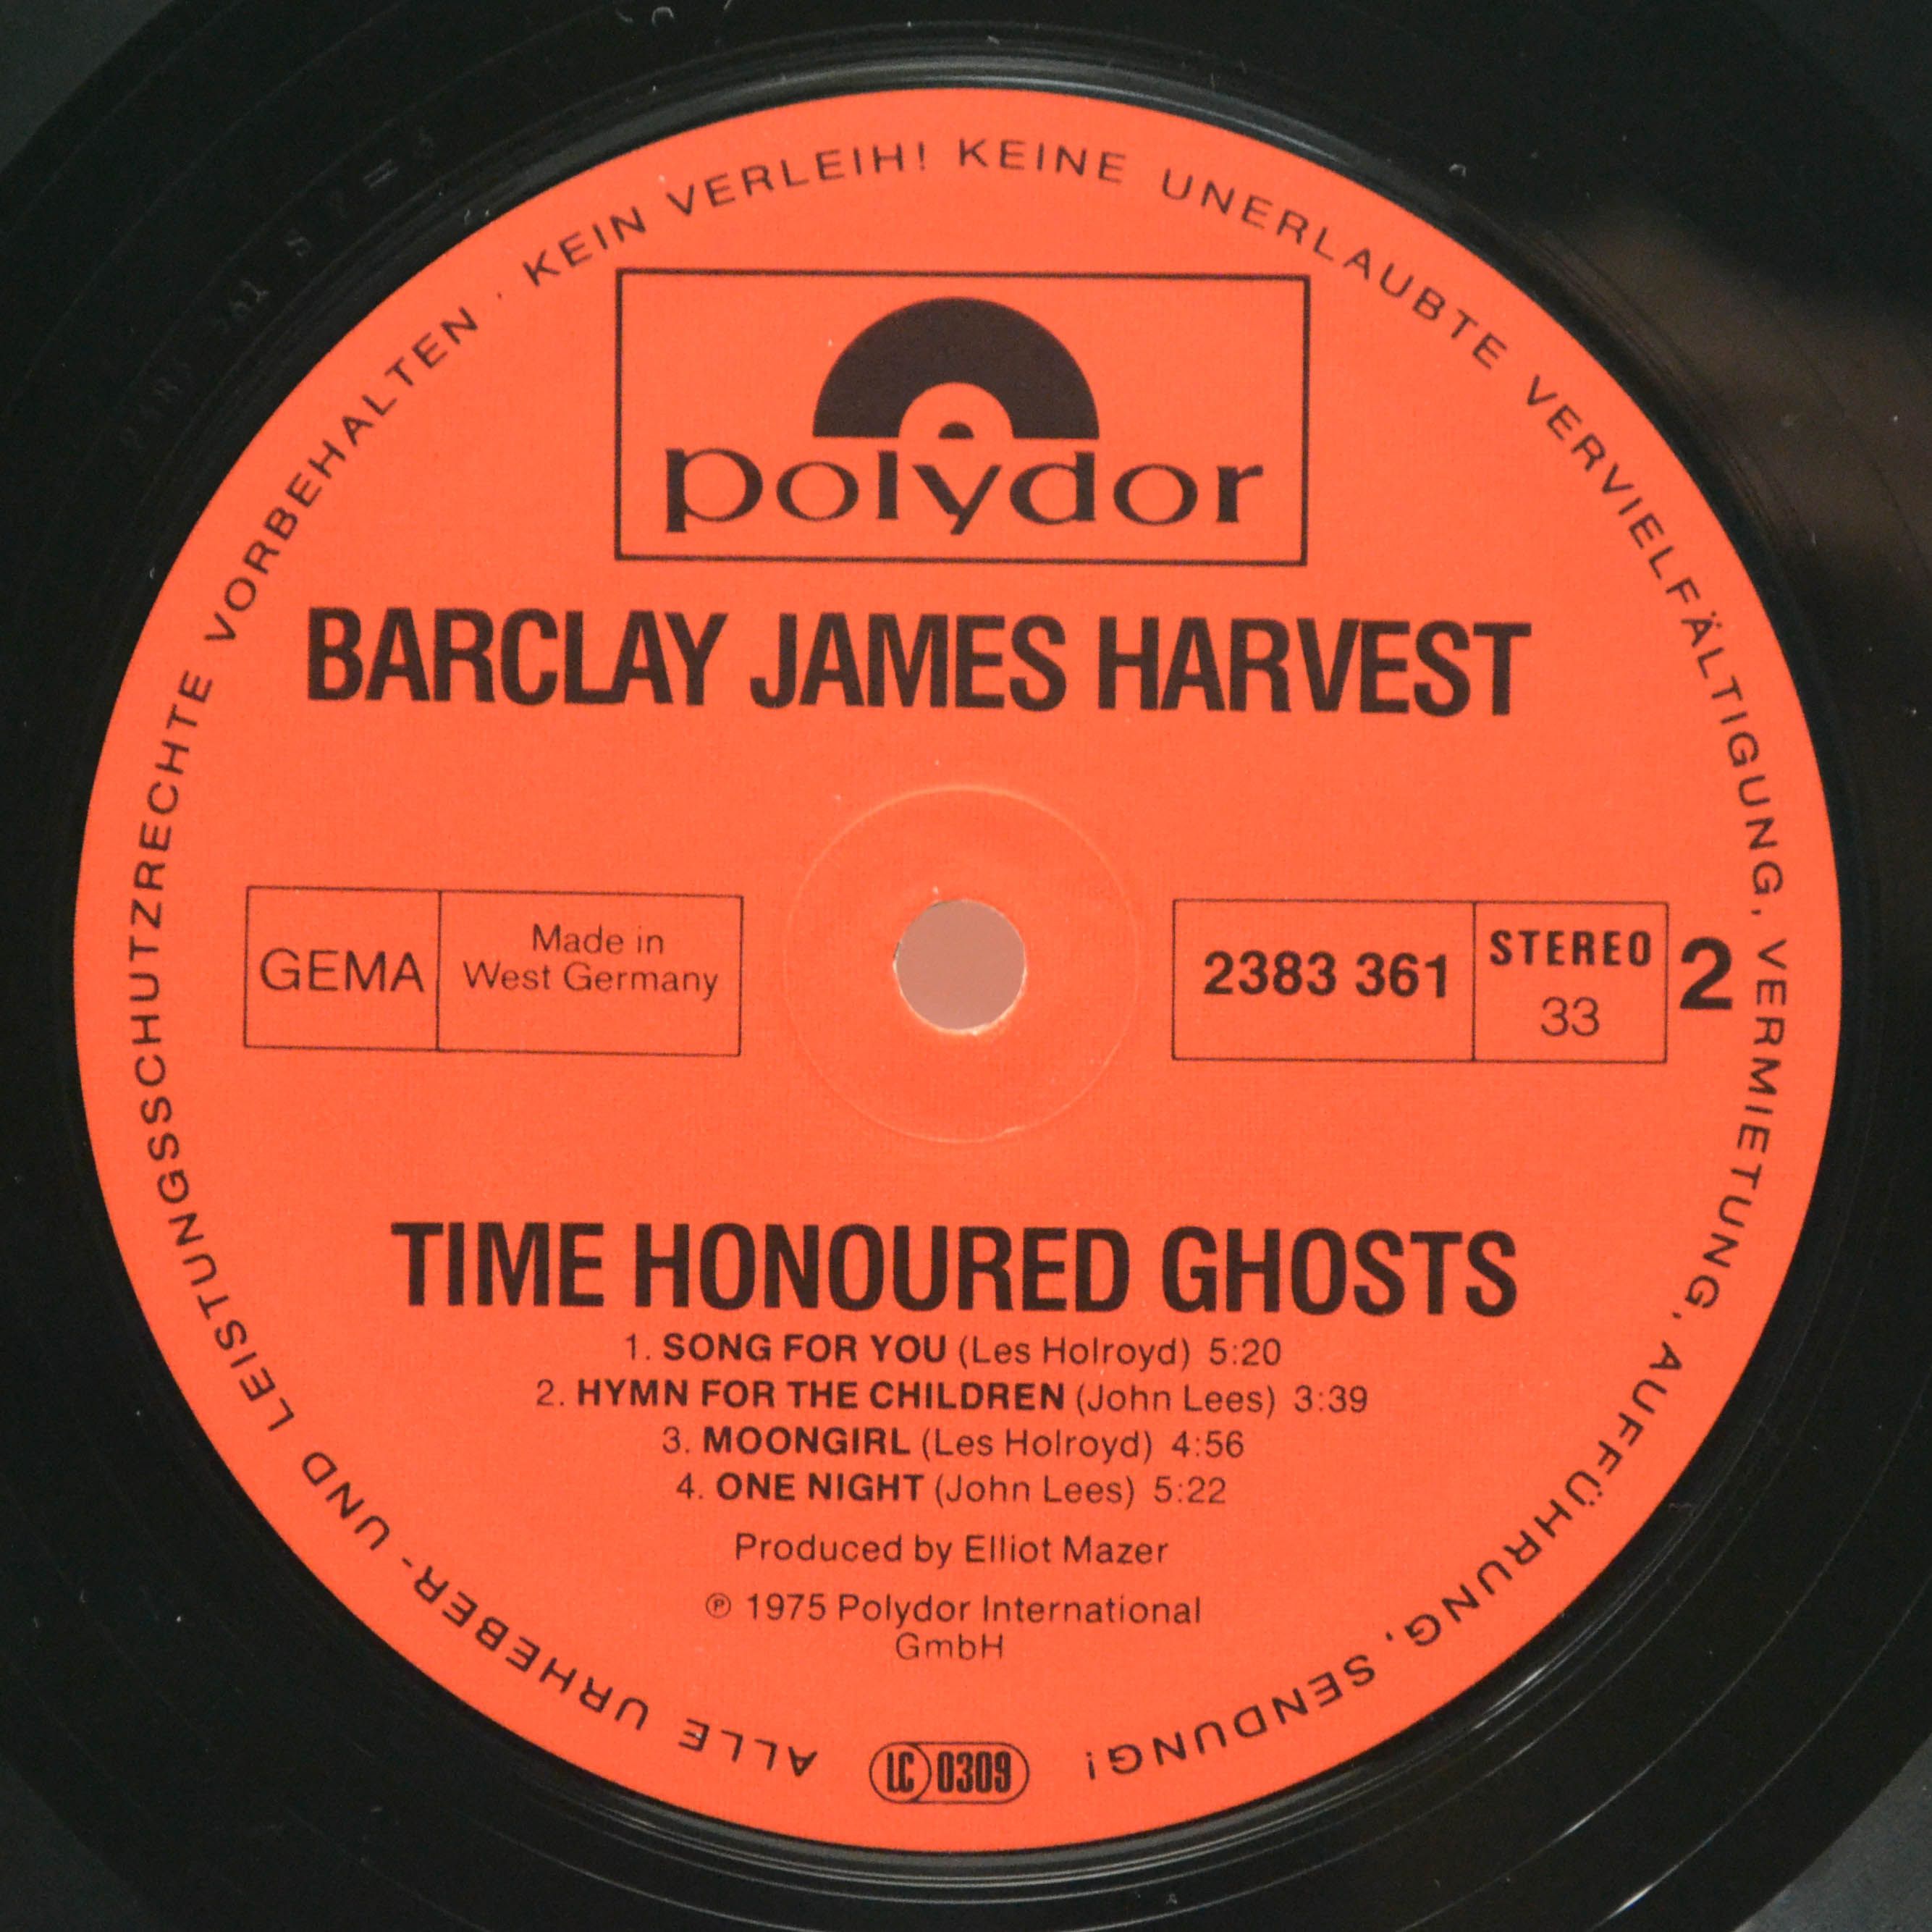 ALLE URHEBER- UND LEISTUNGSSCHUTZRECHTE VORBEHALTEN · KEIN VERLEIH! KEINE UNERLAUBTE VERVIELFÄLTIGUNG, VERMIETUNG, AUFFÜHRUNG, SENDUNG!
polydor
BARCLAY JAMES HARVEST
GEMA
Made in
West Germany
2383 361
STEREO
33
2
TIME HONOURED GHOSTS
1. SONG FOR YOU (Les Holroyd) 5:20
2. HYMN FOR THE CHILDREN (John Lees) 3:39
3. MOONGIRL (Les Holroyd) 4:56
4. ONE NIGHT (John Lees) 5:22
Produced by Elliot Mazer
℗ 1975 Polydor International
GmbH
LC 0309